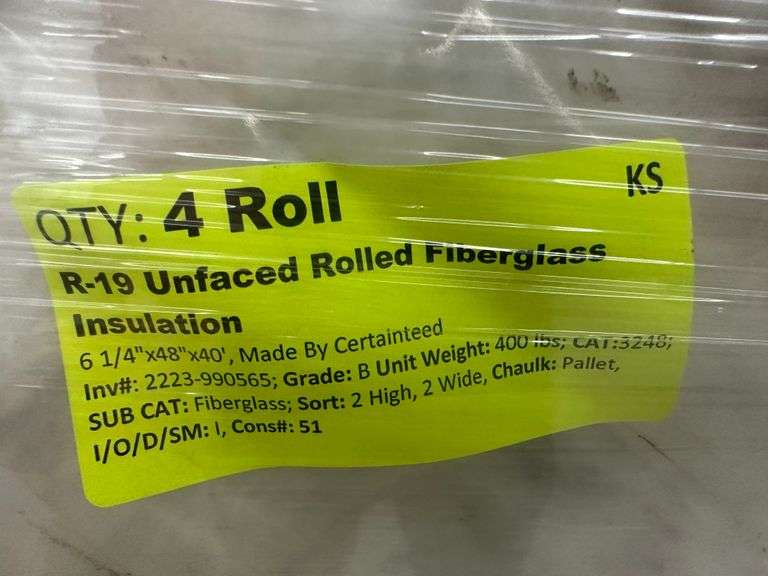 KS
QTY: 4 Roll
R-19 Unfaced Rolled Fiberglass
Insulation
6 1/4"x48"x40', Made By Certainteed
Inv#: 2223-990565; Grade: B Unit Weight: 400 lbs; CAT:3248;
SUB CAT: Fiberglass; Sort: 2 High, 2 Wide, Chaulk: Pallet,
I/O/D/SM: I, Cons#: 51